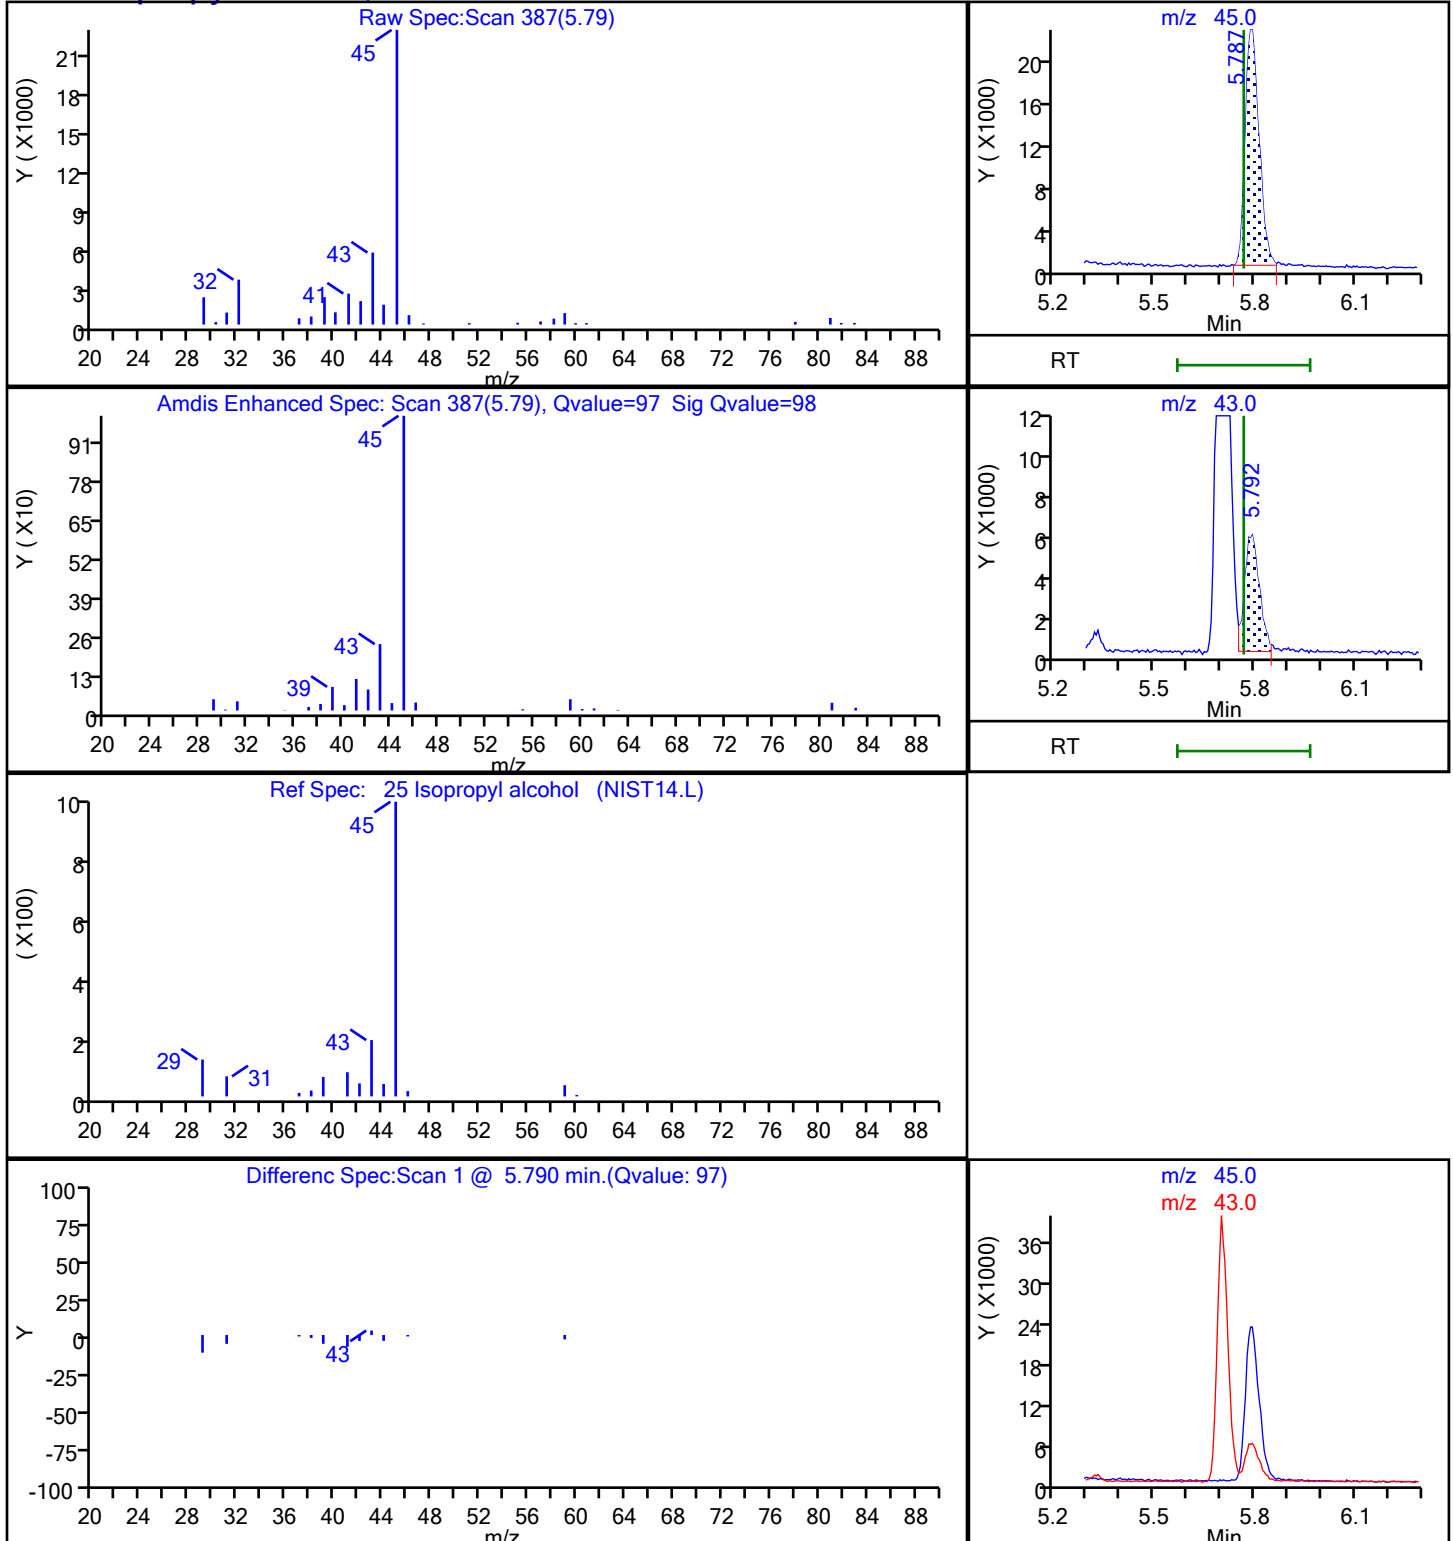 Raw Spec:Scan 387(5.79)
Y ( X1000)
21
18
15
12
9
6
3
0
45
43
41
32
20 24 28 32 36 40 44 48 52 56 60 64 68 72 76 80 84 88
m/z
m/z 45.0
Y ( X1000)
20
16
12
8
4
0
5.787
5.2 5.5 5.8 6.1
Min
RT
Amdis Enhanced Spec: Scan 387(5.79), Qvalue=97 Sig Qvalue=98
Y ( X10)
91
78
65
52
39
26
13
0
45
43
39
20 24 28 32 36 40 44 48 52 56 60 64 68 72 76 80 84 88
m/z
m/z 43.0
Y ( X1000)
12
10
8
6
4
2
0
5.792
5.2 5.5 5.8 6.1
Min
RT
Ref Spec: 25 Isopropyl alcohol (NIST14.L)
( X100)
10
8
6
4
2
0
45
43
29
31
20 24 28 32 36 40 44 48 52 56 60 64 68 72 76 80 84 88
Differenc Spec:Scan 1 @ 5.790 min.(Qvalue: 97)
Y
100
75
50
25
0
-25
-50
-75
-100
43
20 24 28 32 36 40 44 48 52 56 60 64 68 72 76 80 84 88
m/z
m/z 45.0
m/z 43.0
Y ( X1000)
36
30
24
18
12
6
0
5.2 5.5 5.8 6.1
Min